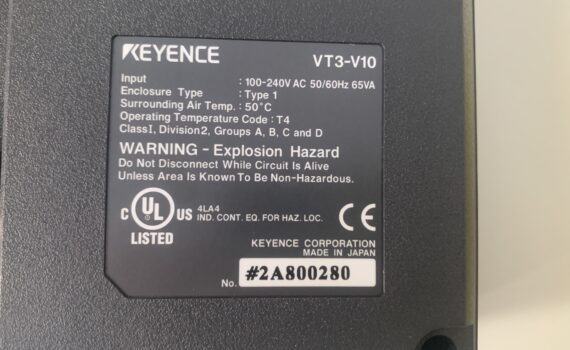 KEYENCE VT3-V10
Input : 100-240V AC 50/60Hz 65VA
Enclosure Type : Type 1
Surrounding Air Temp. : 50°C
Operating Temperature Code : T4
ClassI, Division2, Groups A, B, C and D
WARNING - Explosion Hazard
Do Not Disconnect While Circuit Is Alive
Unless Area Is Known To Be Non-Hazardous.
C UL US 4LA4
IND. CONT. EQ. FOR HAZ. LOC. CE
LISTED
KEYENCE CORPORATION
MADE IN JAPAN
No. #2A800280